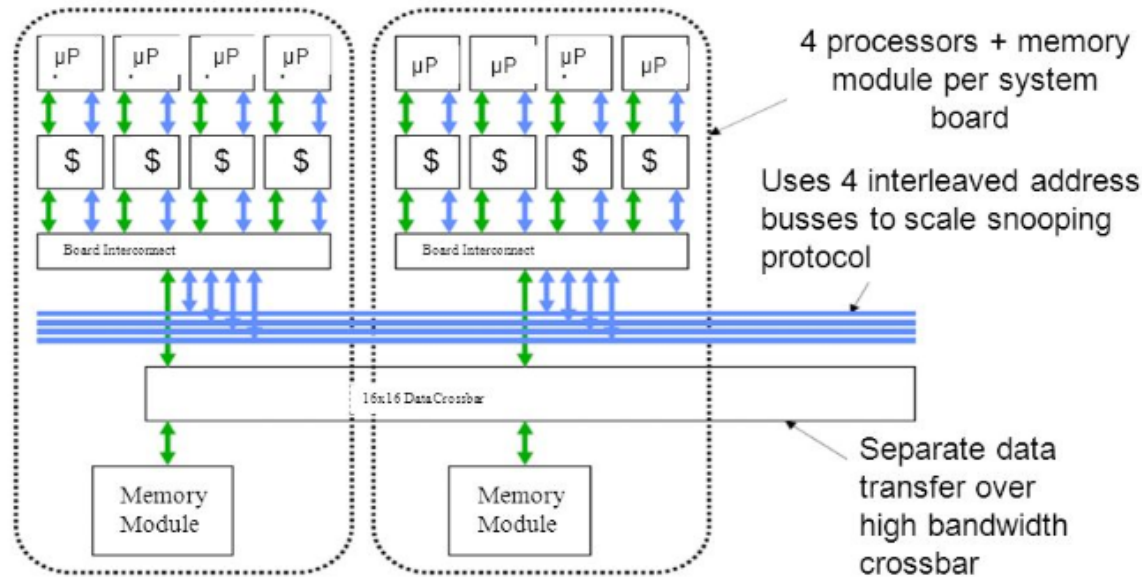 µP µP µP µP µP µP µP µP
4 processors + memory
module per system
board
$ $ $ $ $ $ $ $
Uses 4 interleaved address
busses to scale snooping
protocol
Board Interconnect
Board Interconnect
16x16 DataCrossbar
Memory
Module
Memory
Module
Separate data
transfer over
high bandwidth
crossbar